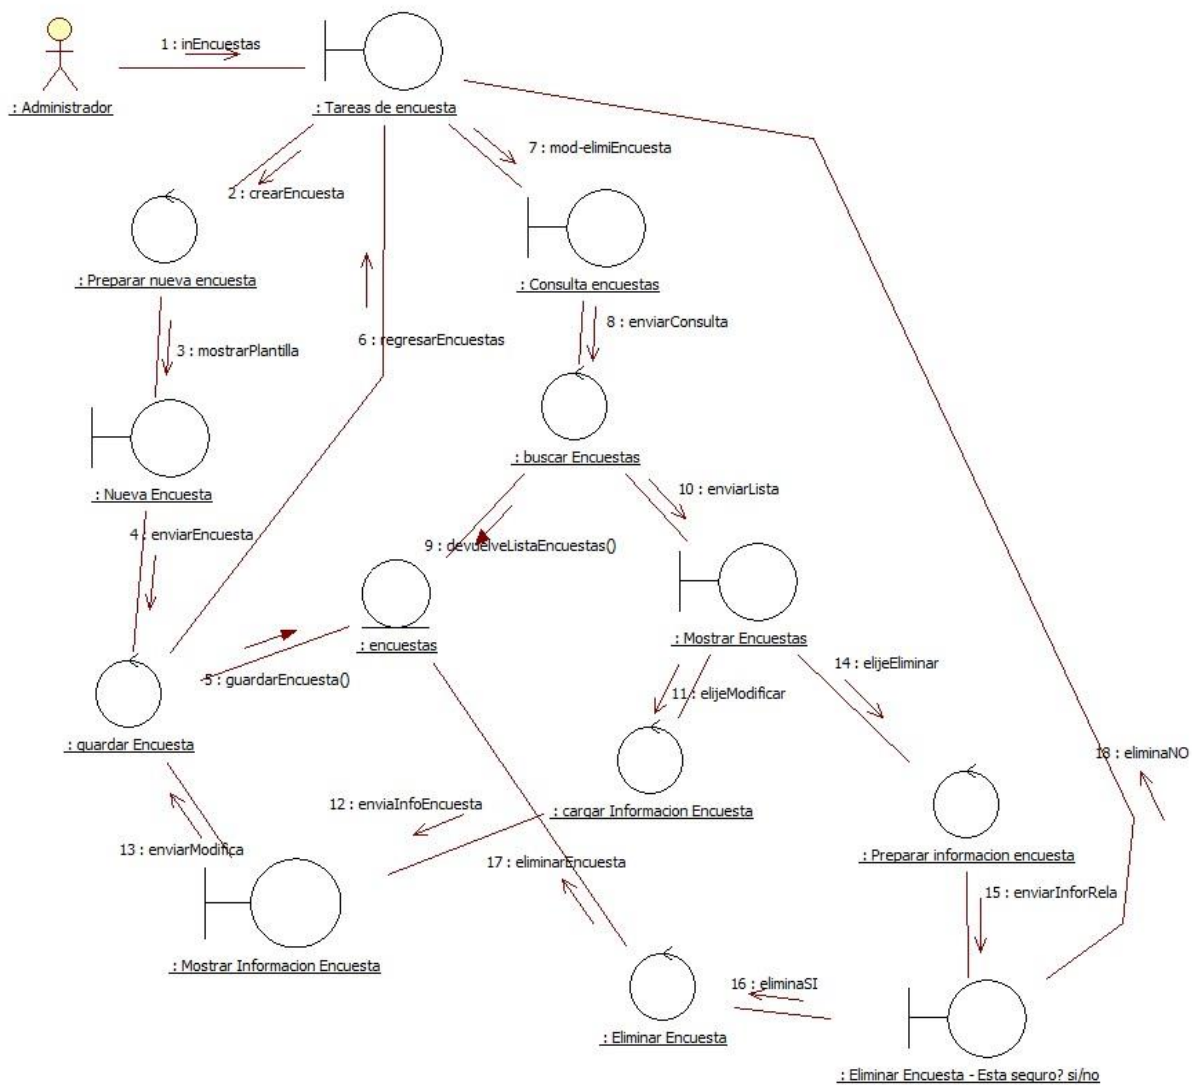 1 : inEncuestas
: Administrador
: Tareas de encuesta
7 : mod-elimiEncuesta
2 : crearEncuesta
: Preparar nueva encuesta
: Consulta encuestas
8 : enviarConsulta
6 : regresarEncuestas
3 : mostrarPlantilla
: buscar Encuestas
: Nueva Encuesta
10 : enviarLista
4 : enviarEncuesta
9 : devuelveListaEncuestas()
: encuestas
: Mostrar Encuestas
14 : elijeEliminar
5 : guardarEncuesta()
11 : elijeModificar
: guardar Encuesta
18 : eliminaNO
12 : enviaInfoEncuesta
: cargar Informacion Encuesta
13 : enviarModifica
17 : eliminarEncuesta
: Preparar informacion encuesta
15 : enviarInforRela
: Mostrar Informacion Encuesta
16 : eliminaSI
: Eliminar Encuesta
: Eliminar Encuesta - Esta seguro? si/no